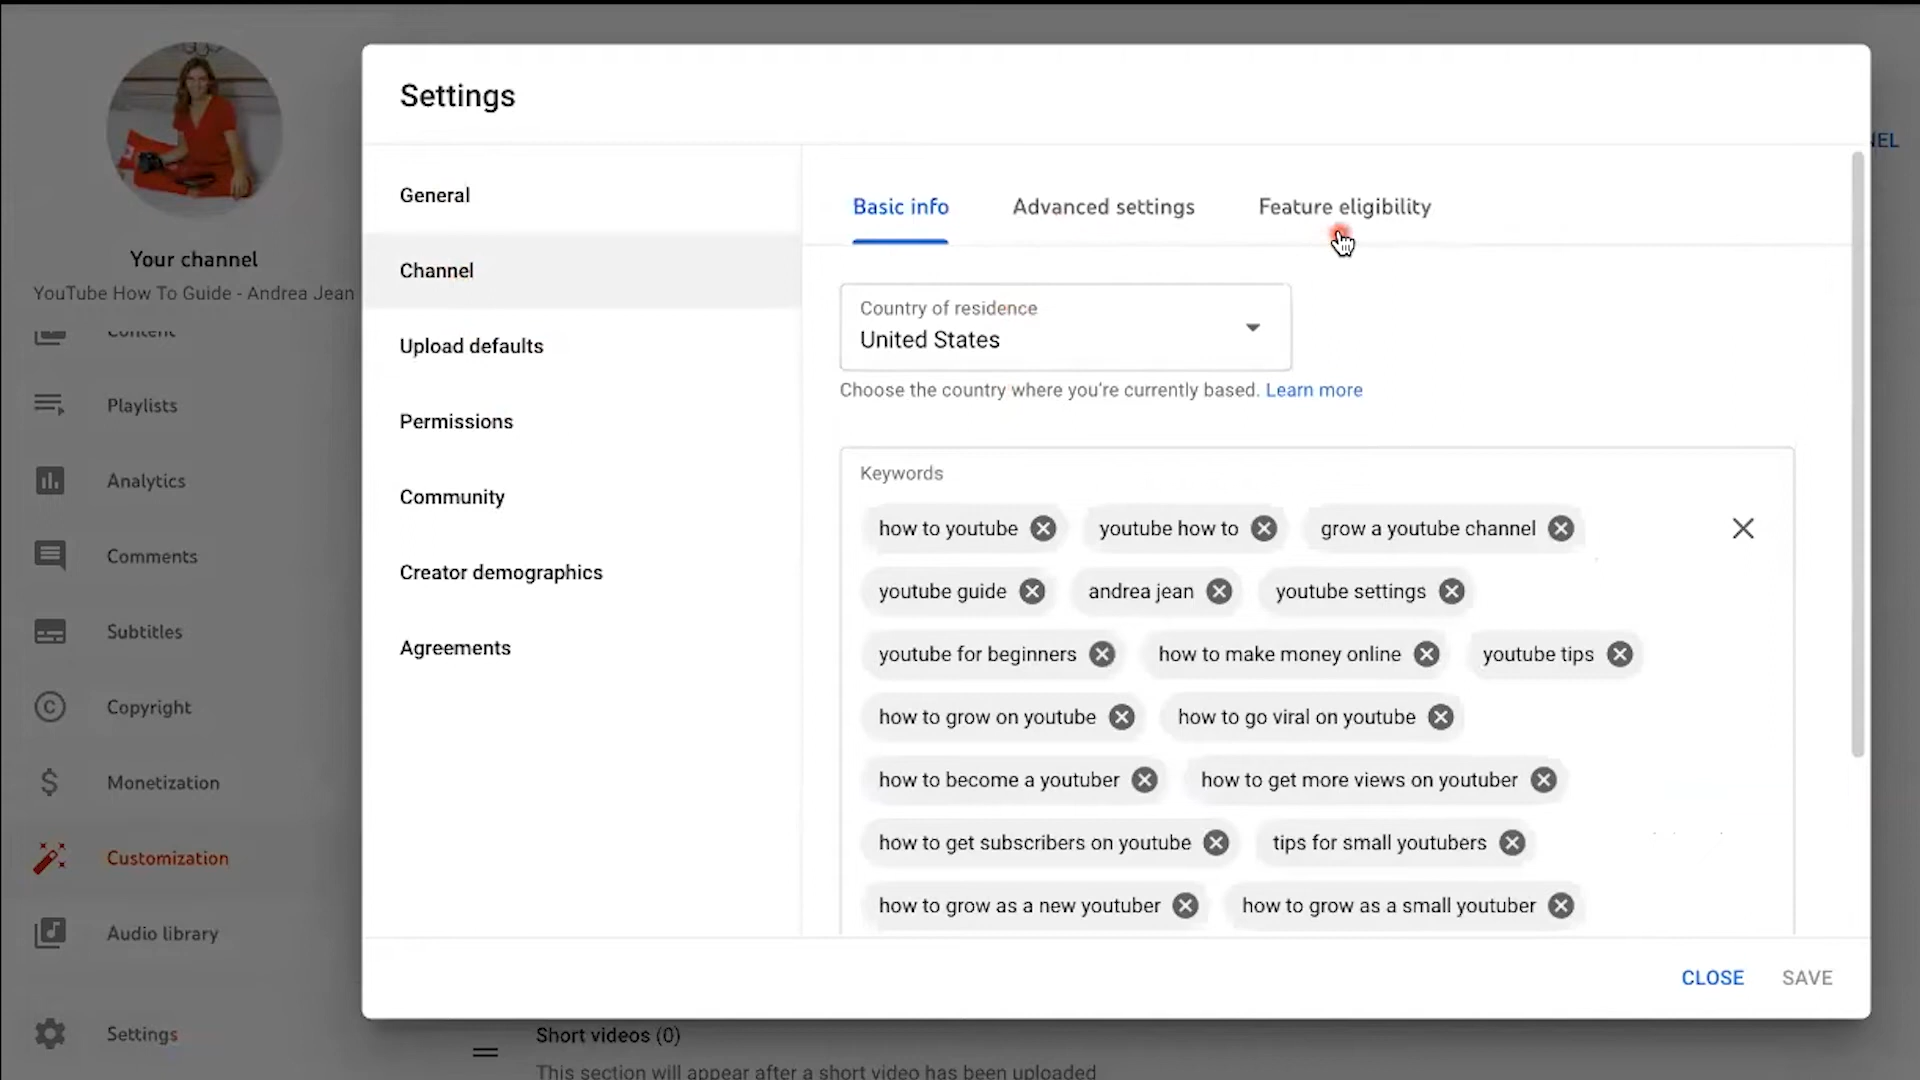 Settings
Your channel
YouTube How To Guide - Andrea Jean
Content
Playlists
Analytics
Comments
Subtitles
Copyright
Monetization
Customization
Audio library
Settings
General
Channel
Upload defaults
Permissions
Community
Creator demographics
Agreements
Basic info Advanced settings Feature eligibility
Country of residence
United States
Choose the country where you're currently based. Learn more
Keywords
how to youtube youtube how to grow a youtube channel
youtube guide andrea jean youtube settings
youtube for beginners how to make money online youtube tips
how to grow on youtube how to go viral on youtube
how to become a youtuber how to get more views on youtuber
how to get subscribers on youtube tips for small youtubers
how to grow as a new youtuber how to grow as a small youtuber
CLOSE SAVE
Short videos (0)
This section will appear after a short video has been uploaded